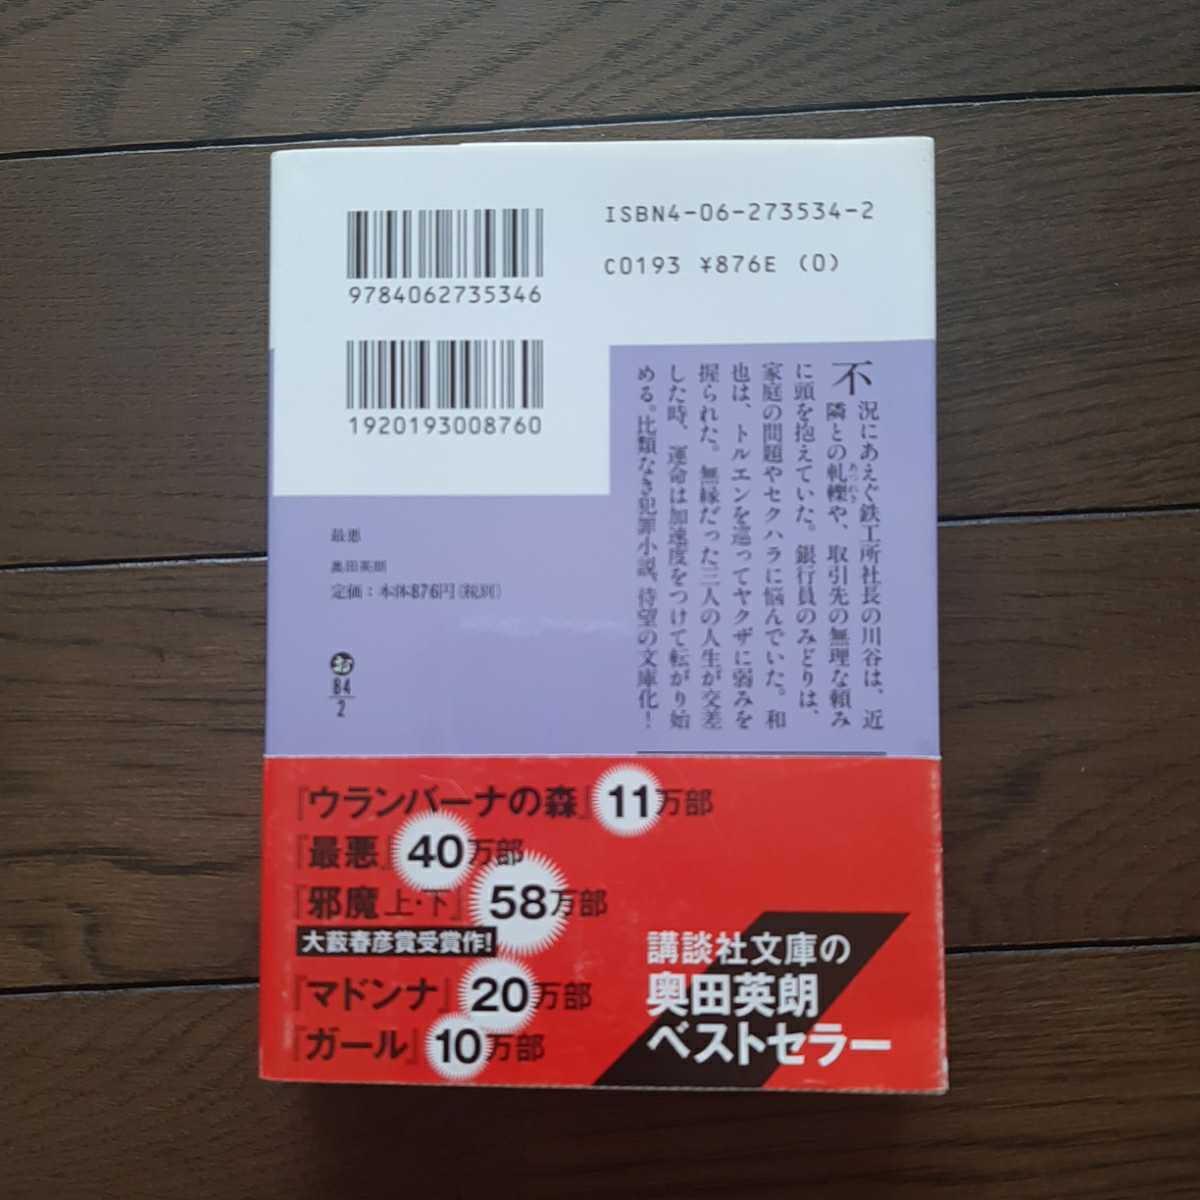 ISBN4-06-273534-2
C0193 ¥876E (0)
9784062735346
1920193008760
不況にあえぐ鉄工所社長の川谷は、近
隣との軋轢や、取引先の無理な頼み
あつれき
に頭を抱えていた。銀行員のみどりは、
家庭の問題やセクハラに悩んでいた。和
也は、トルエンを巡ってヤクザに弱みを
握られた。無縁だった三人の人生が交差
した時、運命は加速度をつけて転がり始
める。比類なき犯罪小説、待望の文庫化!
最悪
奥田英朗
定価:本体876円(税別)
お
84
2
『ウランバーナの森』11万部
『最悪』40万部
『邪魔 上・下』58万部
大藪春彦賞受賞作!
『マドンナ』20万部
『ガール』10万部
講談社文庫の
奥田英朗
ベストセラー